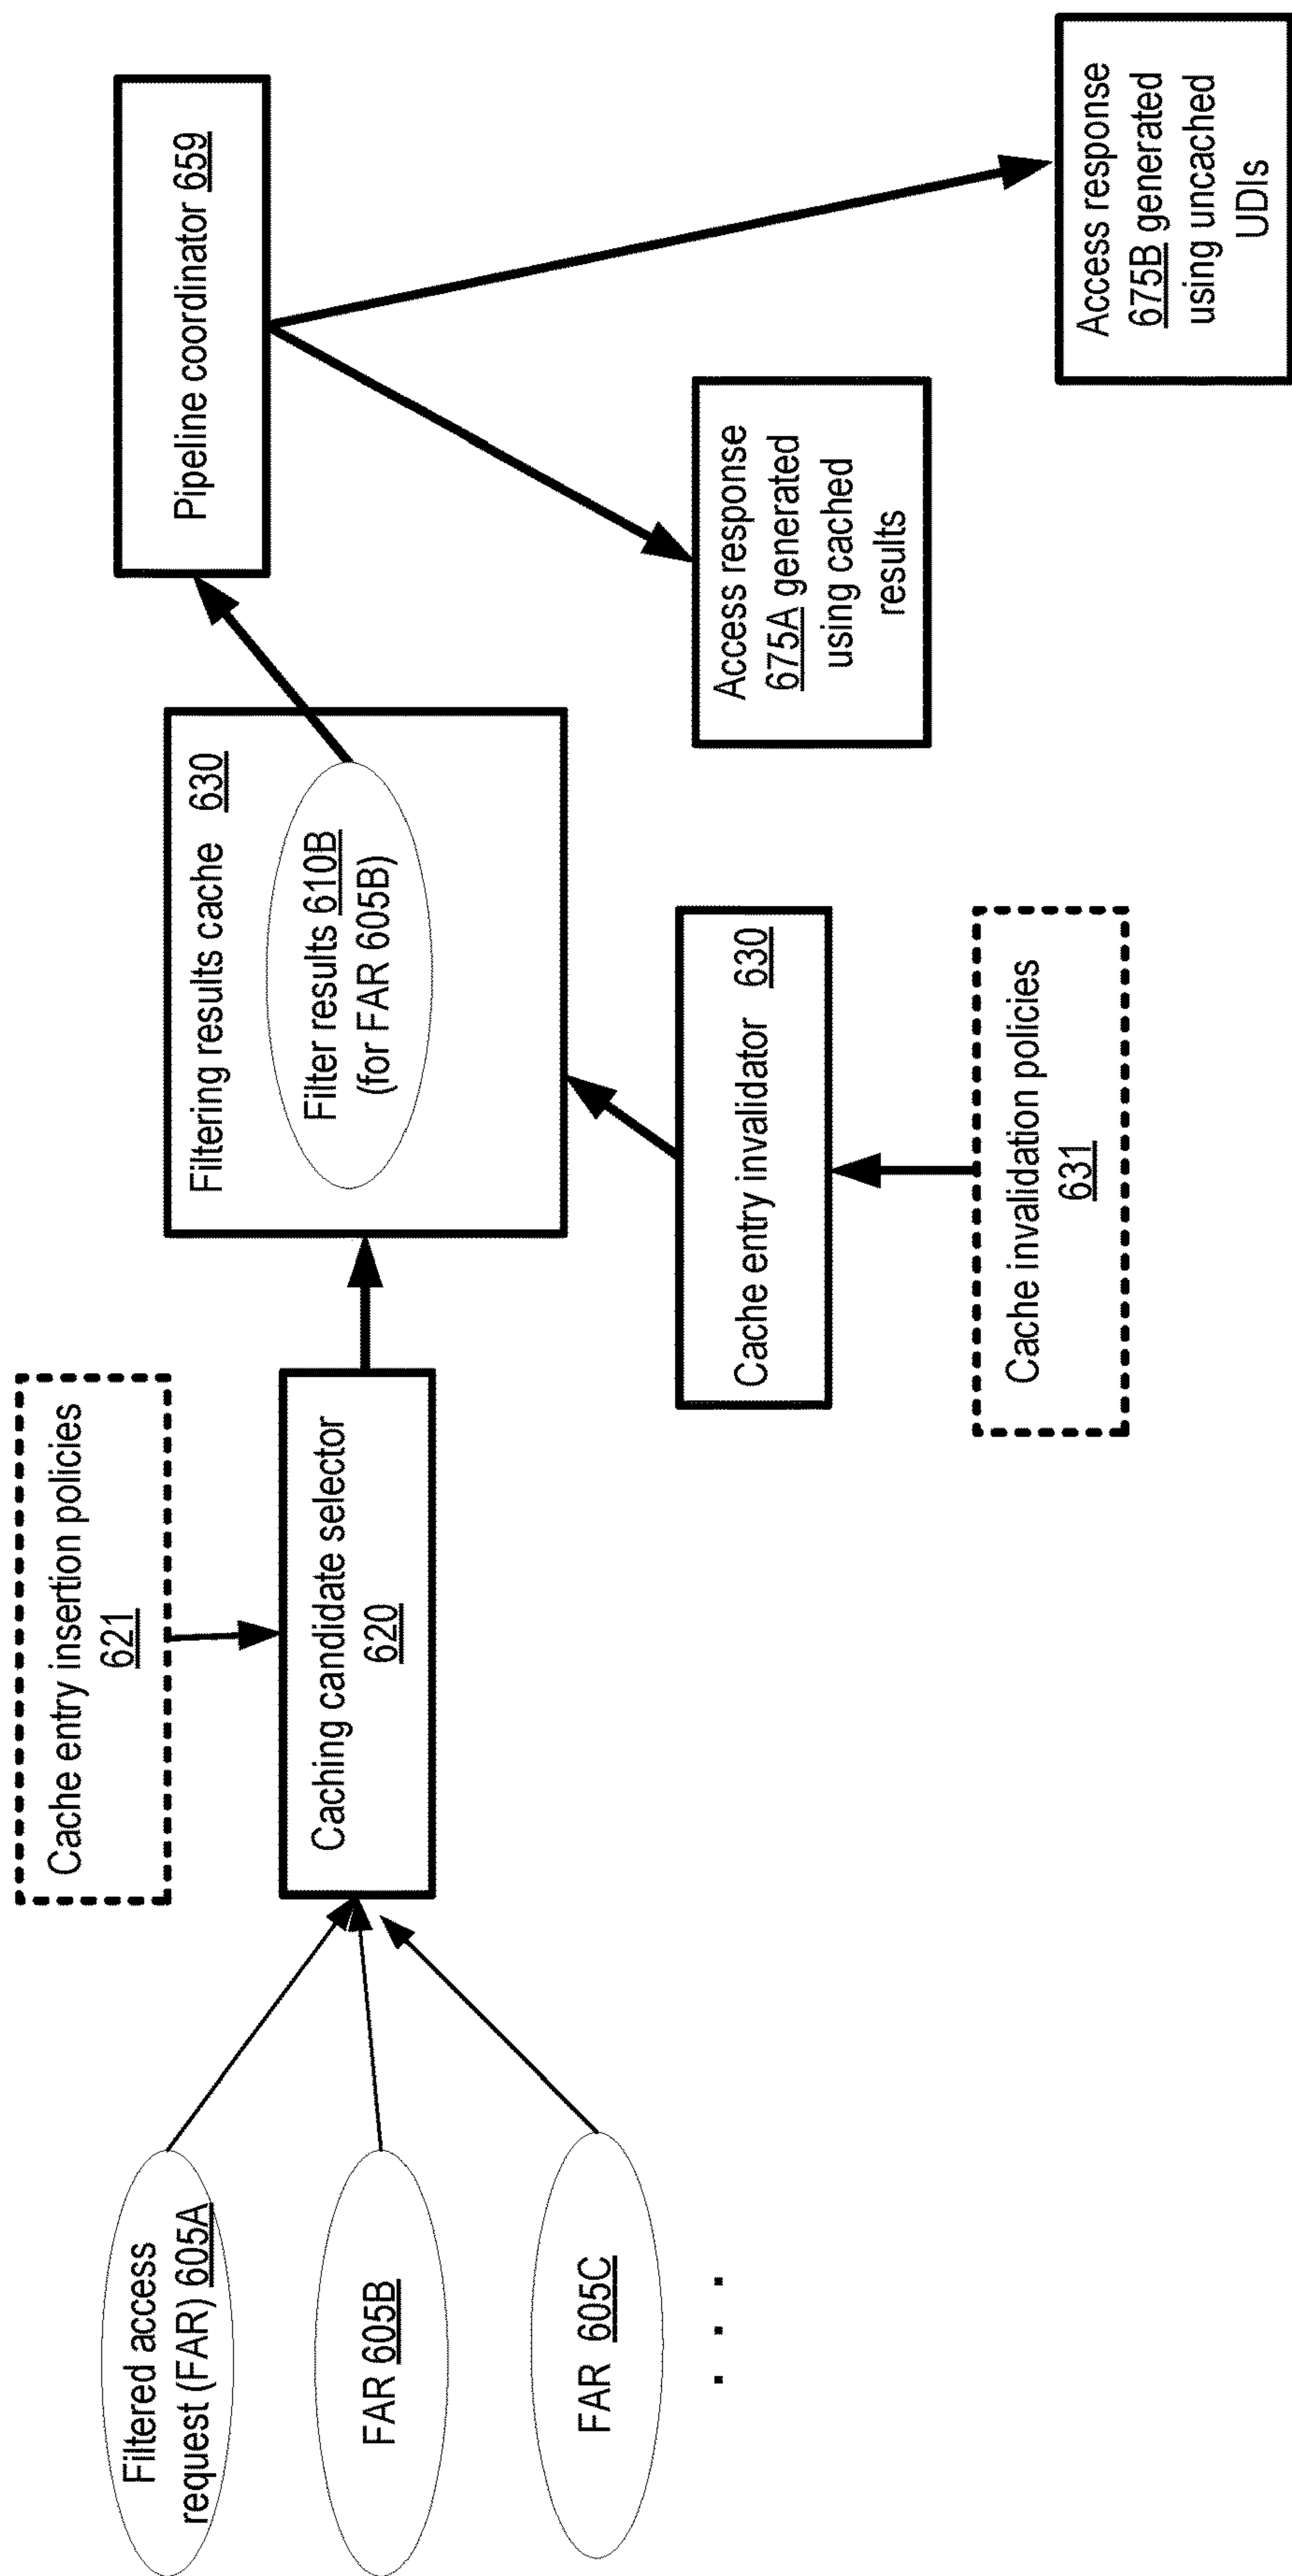 Filtered access
request (FAR) 605A
FAR 605B
FAR 605C
. . .
Cache entry insertion policies
621
Caching candidate selector
620
Filtering results cache 630
Filter results 610B
(for FAR 605B)
Cache entry invalidator 630
Cache invalidation policies
631
Pipeline coordinator 659
Access response
675A generated
using cached
results
Access response
675B generated
using uncached
UDIs